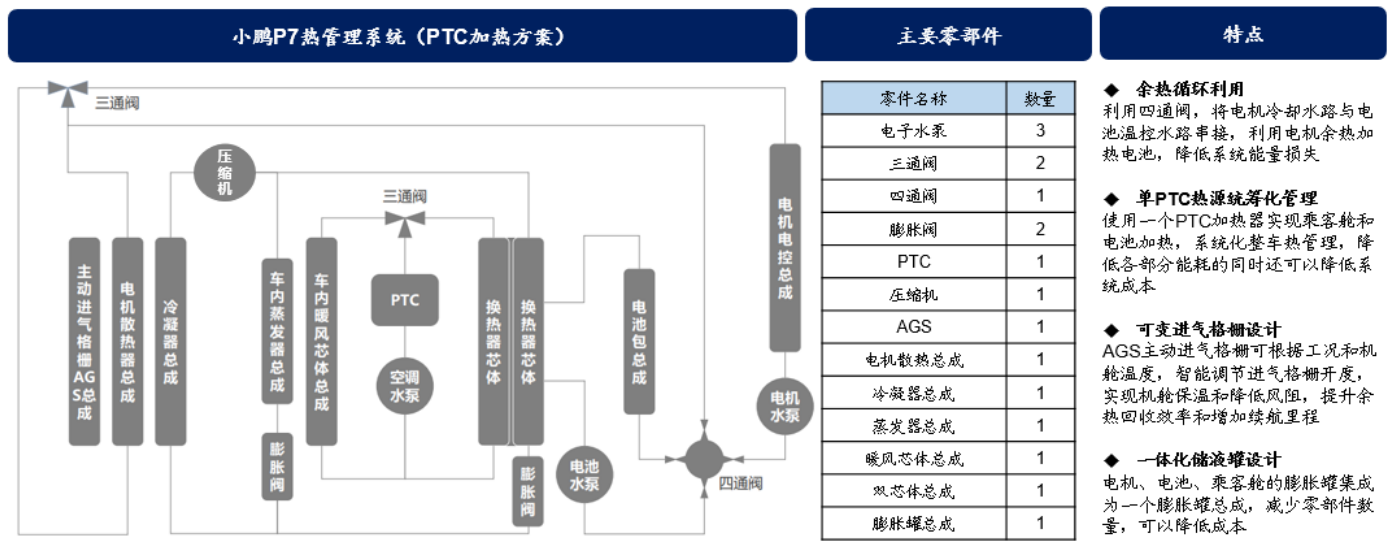 小鹏P7热管理系统（PTC加热方案）
主要零部件
特点
三通阀
压
缩
机
三通阀
主动进气格栅AG
S总成
电机散热器总成
冷凝器总成
车内蒸发器总成
膨胀阀
车内暖风芯体总成
PTC
空调
水泵
换热器芯体
换热器芯体
膨胀阀
电池
水泵
电池包总成
四通阀
电机电控总成
电机
水泵
零件名称 数量
电子水泵 3
三通阀 2
四通阀 1
膨胀阀 2
PTC 1
压缩机 1
AGS 1
电机散热总成 1
冷凝器总成 1
蒸发器总成 1
暖风芯体总成 1
双芯体总成 1
膨胀罐总成 1
◆ 余热循环利用
利用四通阀，将电机冷却水路与电
池温控水路串接，利用电机余热加
热电池，降低系统能量损失
◆ 单PTC热源统筹化管理
使用一个PTC加热器实现乘客舱和
电池加热，系统化整车热管理，降
低各部分能耗的同时还可以降低系
统成本
◆ 可变进气格栅设计
AGS主动进气格栅可根据工况和机
舱温度，智能调节进气格栅开度，
实现机舱保温和降低风阻，提升余
热回收效率和增加续航里程
◆ 一体化储液罐设计
电机、电池、乘客舱的膨胀罐集成
为一个膨胀罐总成，减少零部件数
量，可以降低成本